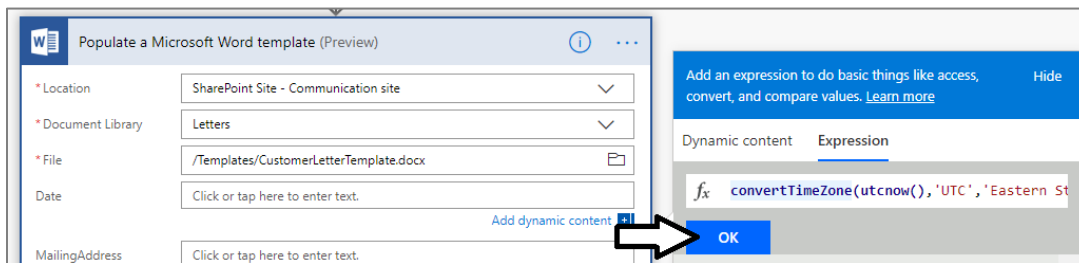 Populate a Microsoft Word template (Preview)
* Location
SharePoint Site - Communication site
* Document Library
Letters
* File
/Templates/CustomerLetterTemplate.docx
Date
Click or tap here to enter text.
Add dynamic content
MailingAddress
Click or tap here to enter text.
Add an expression to do basic things like access, Hide
convert, and compare values. Learn more
Dynamic content Expression
fx convertTimeZone(utcnow(),'UTC','Eastern St
OK